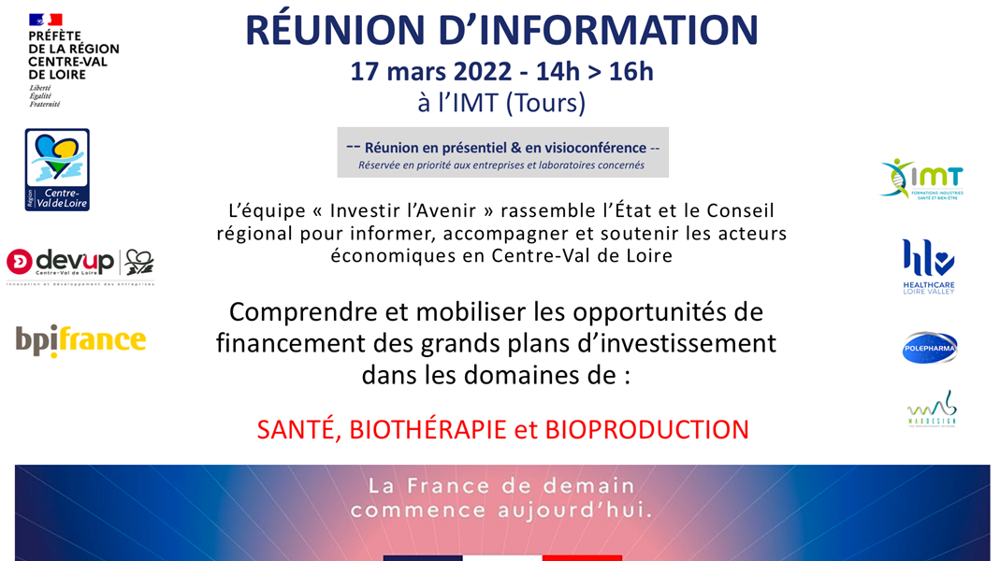 PRÉFÈTE
DE LA RÉGION
CENTRE-VAL
DE LOIRE
Liberté
Égalité
Fraternité
Région
Centre-
Val de Loire
devup
Centre-Val de Loire
Innovation et développement des entreprises
bpifrance
RÉUNION D’INFORMATION
17 mars 2022 - 14h > 16h
à l’IMT (Tours)
-- Réunion en présentiel & en visioconférence --
Réservée en priorité aux entreprises et laboratoires concernés
L’équipe « Investir l’Avenir » rassemble l’État et le Conseil
régional pour informer, accompagner et soutenir les acteurs
économiques en Centre-Val de Loire
Comprendre et mobiliser les opportunités de
financement des grands plans d’investissement
dans les domaines de :
SANTÉ, BIOTHÉRAPIE et BIOPRODUCTION
IMT
FORMATIONS INDUSTRIES
SANTÉ ET BIEN-ÊTRE
HEALTHCARE
LOIRE VALLEY
POLEPHARMA
MABDESIGN
La France de demain
commence aujourd’hui.